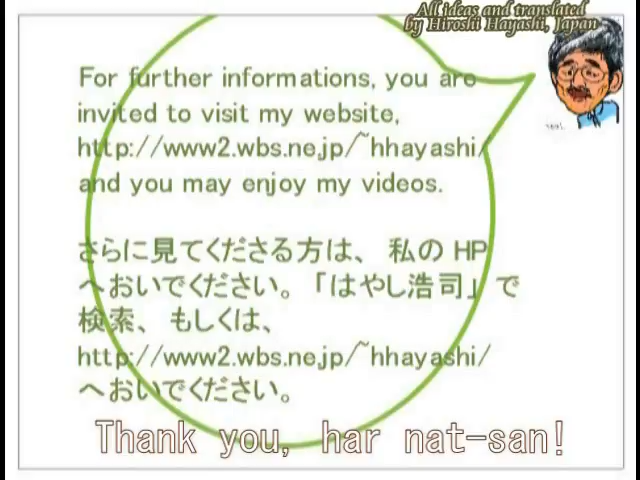 All ideas and translated
by Hiroshi Hayashi, Japan
For further informations, you are
invited to visit my website,
http://www2.wbs.ne.jp/~hhayashi/
and you may enjoy my videos.
さらに見てくださる方は、 私の HP
へおいでください。「はやし浩司」 で
検索、 もしくは、
http://www2.wbs.ne.jp/~hhayashi/
へおいでください。
Thank you, har nat-san!